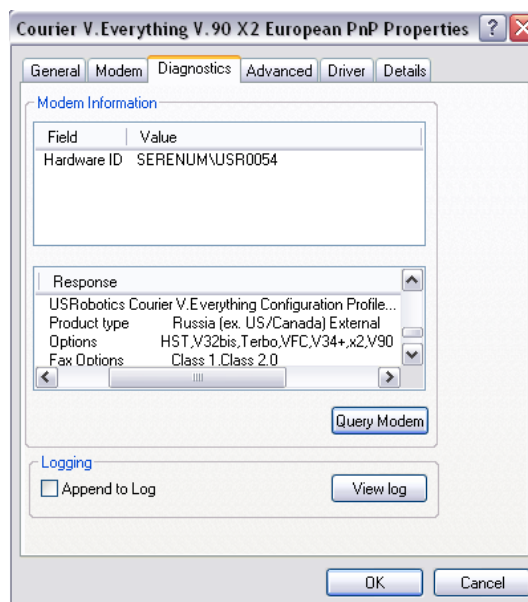 Courier V.Everything V.90 X2 European PnP Properties
General Modem Diagnostics Advanced Driver Details
Modem Information
Field Value
Hardware ID SERENUM\USR0054
Response
USRobotics Courier V.Everything Configuration Profile...
Product type Russia (ex. US/Canada) External
Options HST,V32bis,Terbo,VFC,V34+,x2,V90
Fax Options Class 1.Class 2.0
Query Modem
Logging
Append to Log View log
OK Cancel